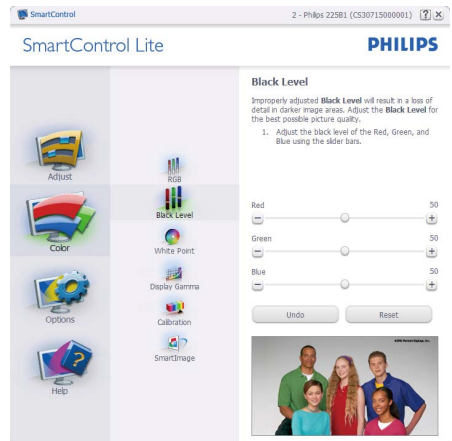 SmartControl
2 - Philips 225B1 (CS30715000001)
?
SmartControl Lite
PHILIPS
Adjust
Color
Options
Help
RGB
Black Level
White Point
Display Gamma
Calibration
SmartImage
Black Level
Improperly adjusted Black Level will result in a loss of
detail in darker image areas. Adjust the Black Level for
the best possible picture quality.
1. Adjust the black level of the Red, Green, and
Blue using the slider bars.
Red 50
Green 50
Blue 50
Undo Reset